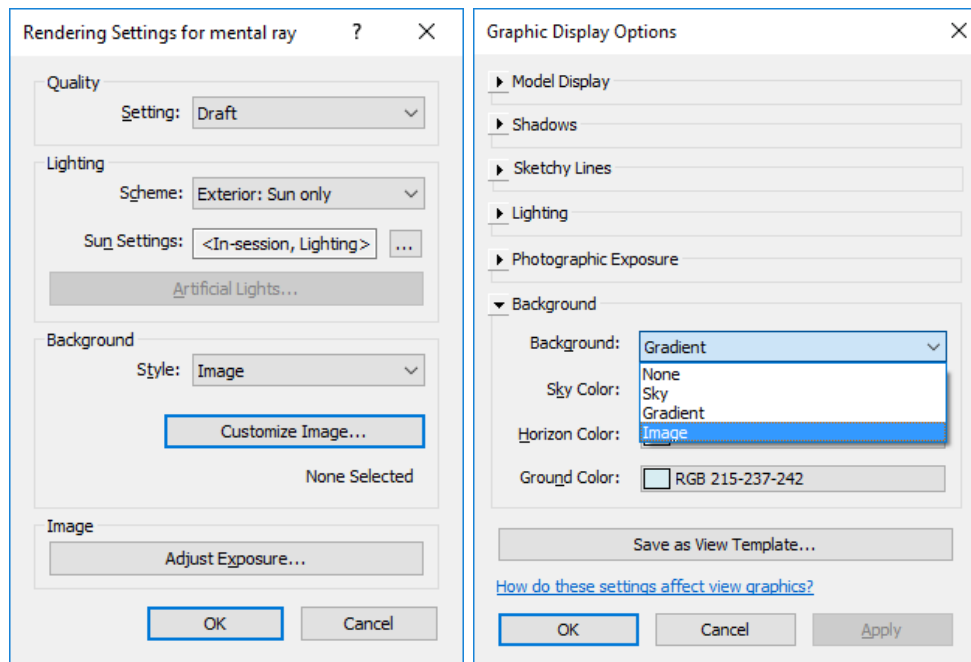 Rendering Settings for mental ray ? ×
Quality
Setting: Draft
Lighting
Scheme: Exterior: Sun only
Sun Settings: <In-session, Lighting> ...
Artificial Lights...
Background
Style: Image
Customize Image...
None Selected
Image
Adjust Exposure...
OK Cancel
Graphic Display Options ×
Model Display
Shadows
Sketchy Lines
Lighting
Photographic Exposure
Background
Background: Gradient
None
Sky
Gradient
Image
Sky Color:
Horizon Color:
Ground Color: RGB 215-237-242
Save as View Template...
How do these settings affect view graphics?
OK Cancel Apply